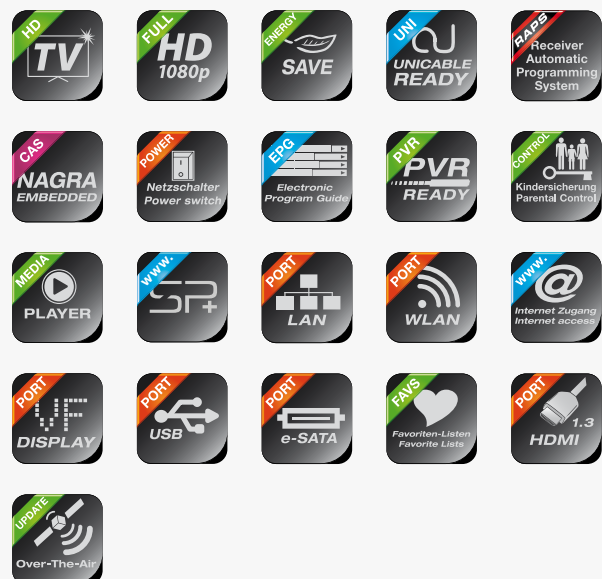 HD
TV
FULL
HD
1080p
ENERGY
SAVE
UNI
UNICABLE
READY
RAPS
Receiver
Automatic
Programming
System
CAS
NAGRA
EMBEDDED
POWER
Netzschalter
Power switch
EPG
Electronic
Program Guide
PVR
PVR
READY
CONTROL
Kindersicherung
Parental Control
MEDIA
PLAYER
WWW.
SP+
PORT
LAN
PORT
WLAN
WWW.
@
Internet Zugang
Internet access
PORT
VF
DISPLAY
PORT
USB
PORT
e-SATA
FAVS
Favoriten-Listen
Favorite Lists
PORT
1.3
HDMI
UPDATE
Over-The-Air